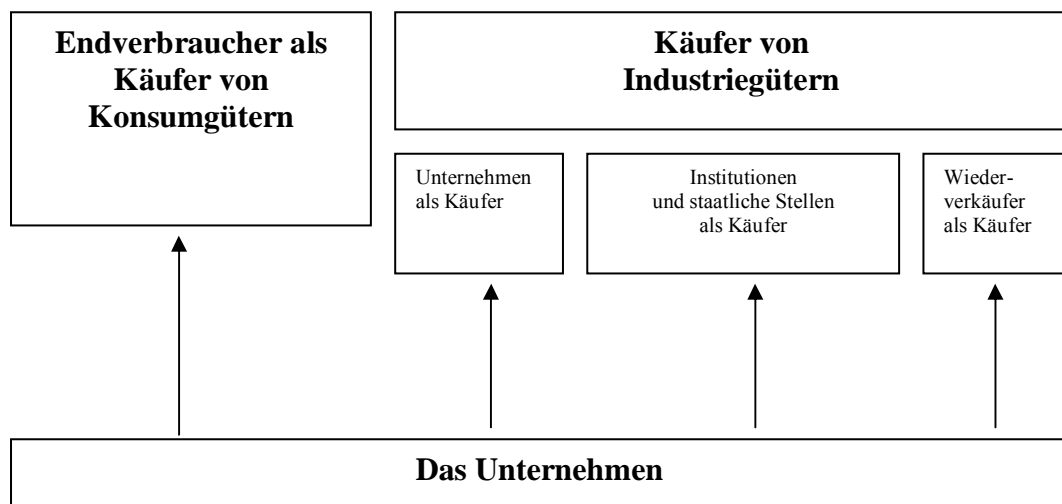 Endverbraucher als
Käufer von
Konsumgütern
Käufer von
Industriegütern
Unternehmen
als Käufer
Institutionen
und staatliche Stellen
als Käufer
Wieder-
verkäufer
als Käufer
Das Unternehmen